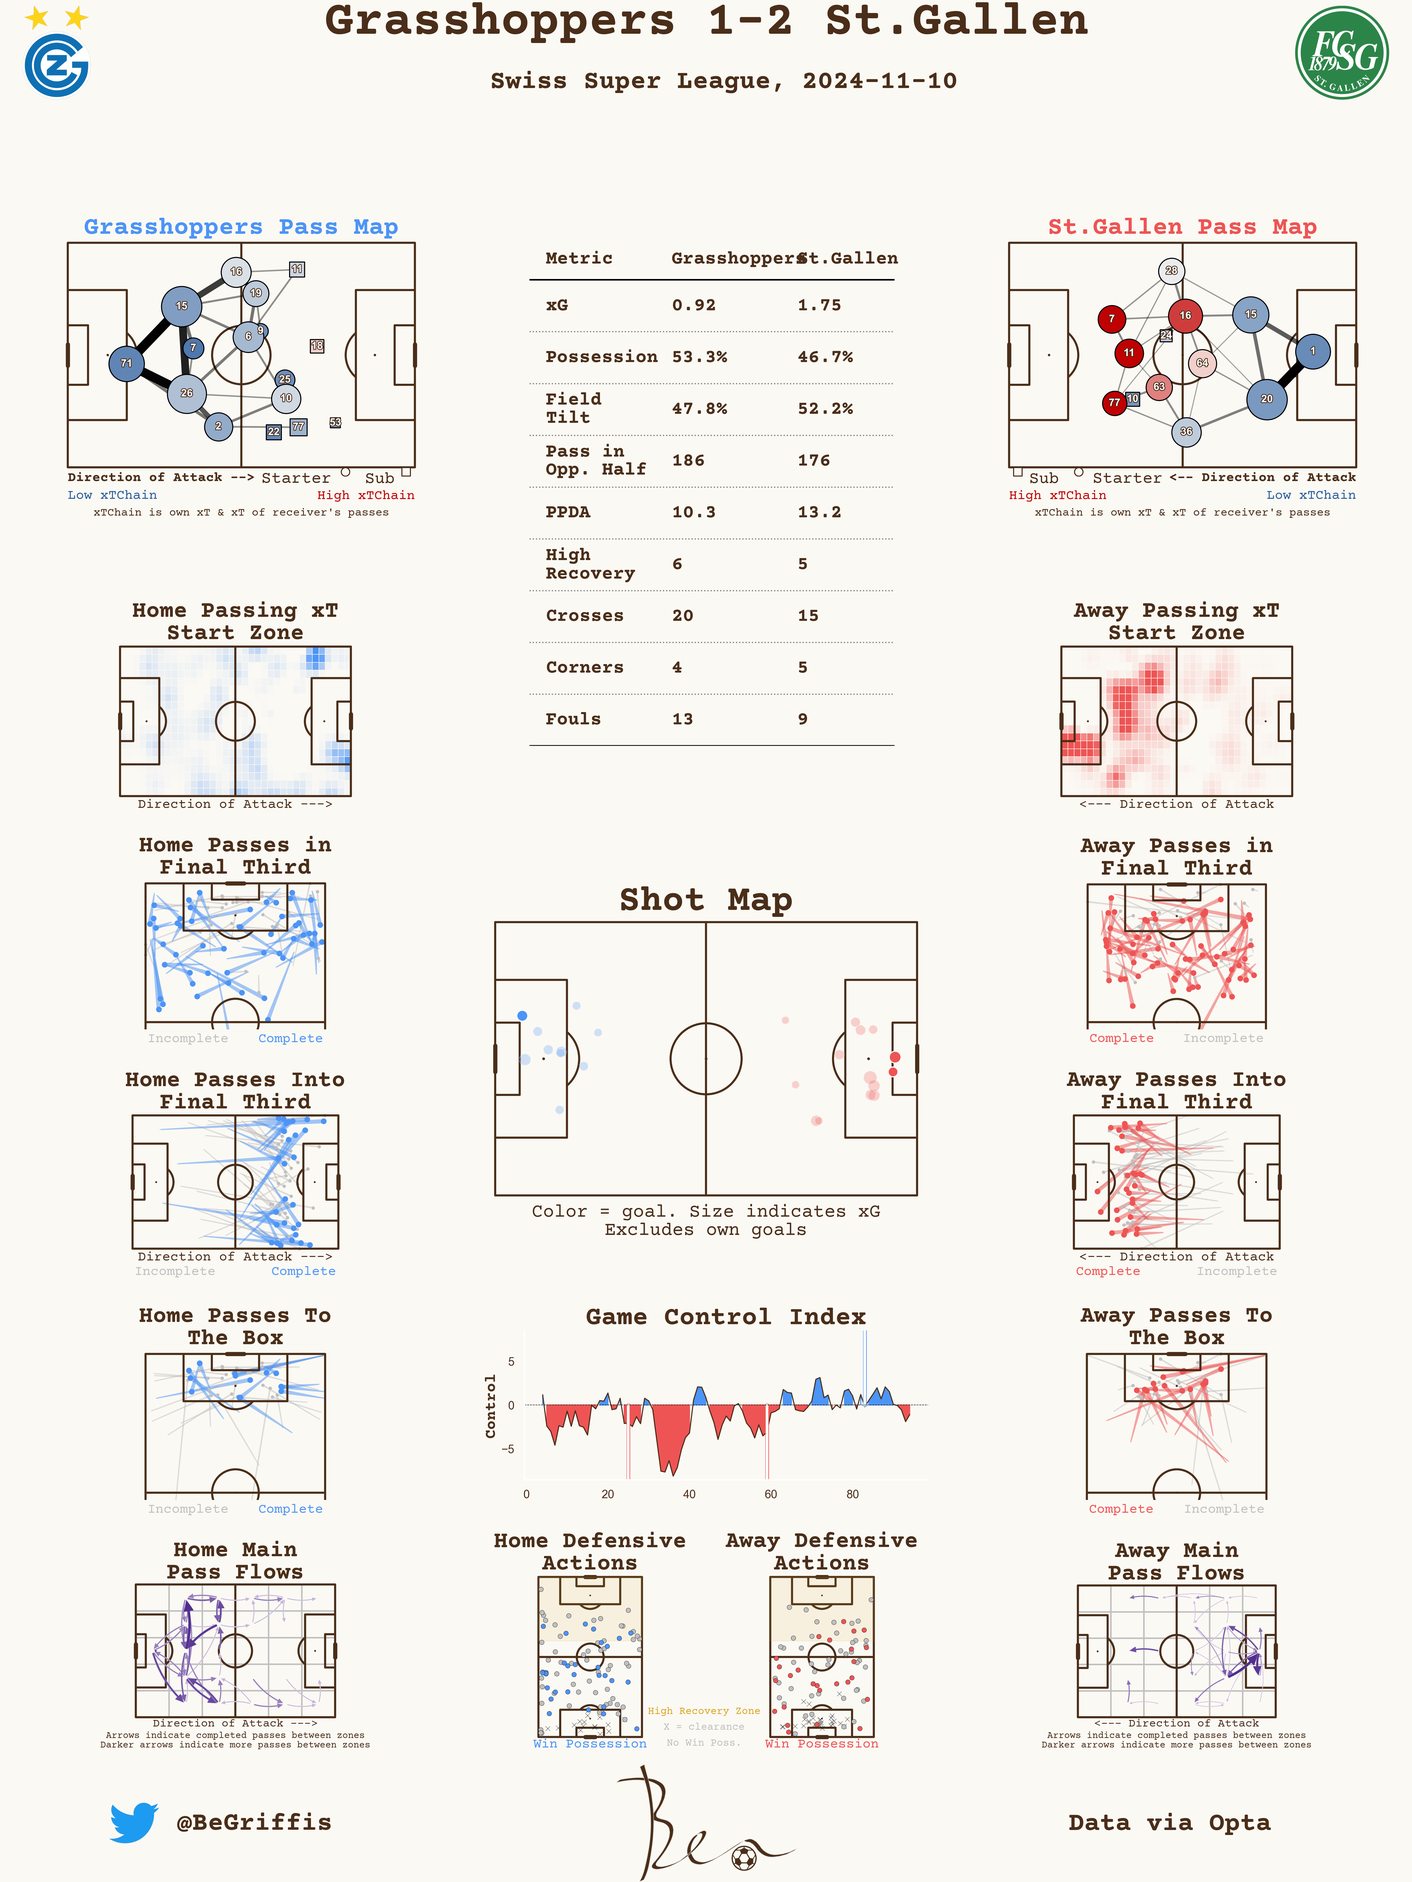 Grasshoppers 1-2 St.Gallen
Swiss Super League, 2024-11-10
GC
Z
FC
SG
1879
ST. GALLEN
Grasshoppers Pass Map
16
11
19
15
6
9
7
18
71
26
25
10
2
22
77
53
Direction of Attack --> Starter Sub
Low xTChain High xTChain
xTChain is own xT & xT of receiver's passes
Metric Grasshoppers St.Gallen
xG 0.92 1.75
Possession 53.3% 46.7%
Field
Tilt 47.8% 52.2%
Pass in
Opp. Half 186 176
PPDA 10.3 13.2
High
Recovery 6 5
Crosses 20 15
Corners 4 5
Fouls 13 9
St.Gallen Pass Map
28
7
16
15
24
11
1
64
63
77
10
20
36
Sub Starter <-- Direction of Attack
High xTChain Low xTChain
xTChain is own xT & xT of receiver's passes
Home Passing xT
Start Zone
Direction of Attack --->
Away Passing xT
Start Zone
<--- Direction of Attack
Home Passes in
Final Third
Incomplete Complete
Shot Map
Color = goal. Size indicates xG
Excludes own goals
Away Passes in
Final Third
Complete Incomplete
Home Passes Into
Final Third
Direction of Attack --->
Incomplete Complete
Away Passes Into
Final Third
<--- Direction of Attack
Complete Incomplete
Home Passes To
The Box
Incomplete Complete
Game Control Index
Control
5
0
−5
0 20 40 60 80
Away Passes To
The Box
Complete Incomplete
Home Main
Pass Flows
Direction of Attack --->
Arrows indicate completed passes between zones
Darker arrows indicate more passes between zones
Home Defensive
Actions
Win Possession
High Recovery Zone
X = clearance
No Win Poss.
Away Defensive
Actions
Win Possession
Away Main
Pass Flows
<--- Direction of Attack
Arrows indicate completed passes between zones
Darker arrows indicate more passes between zones
@BeGriffis
Ben
Data via Opta